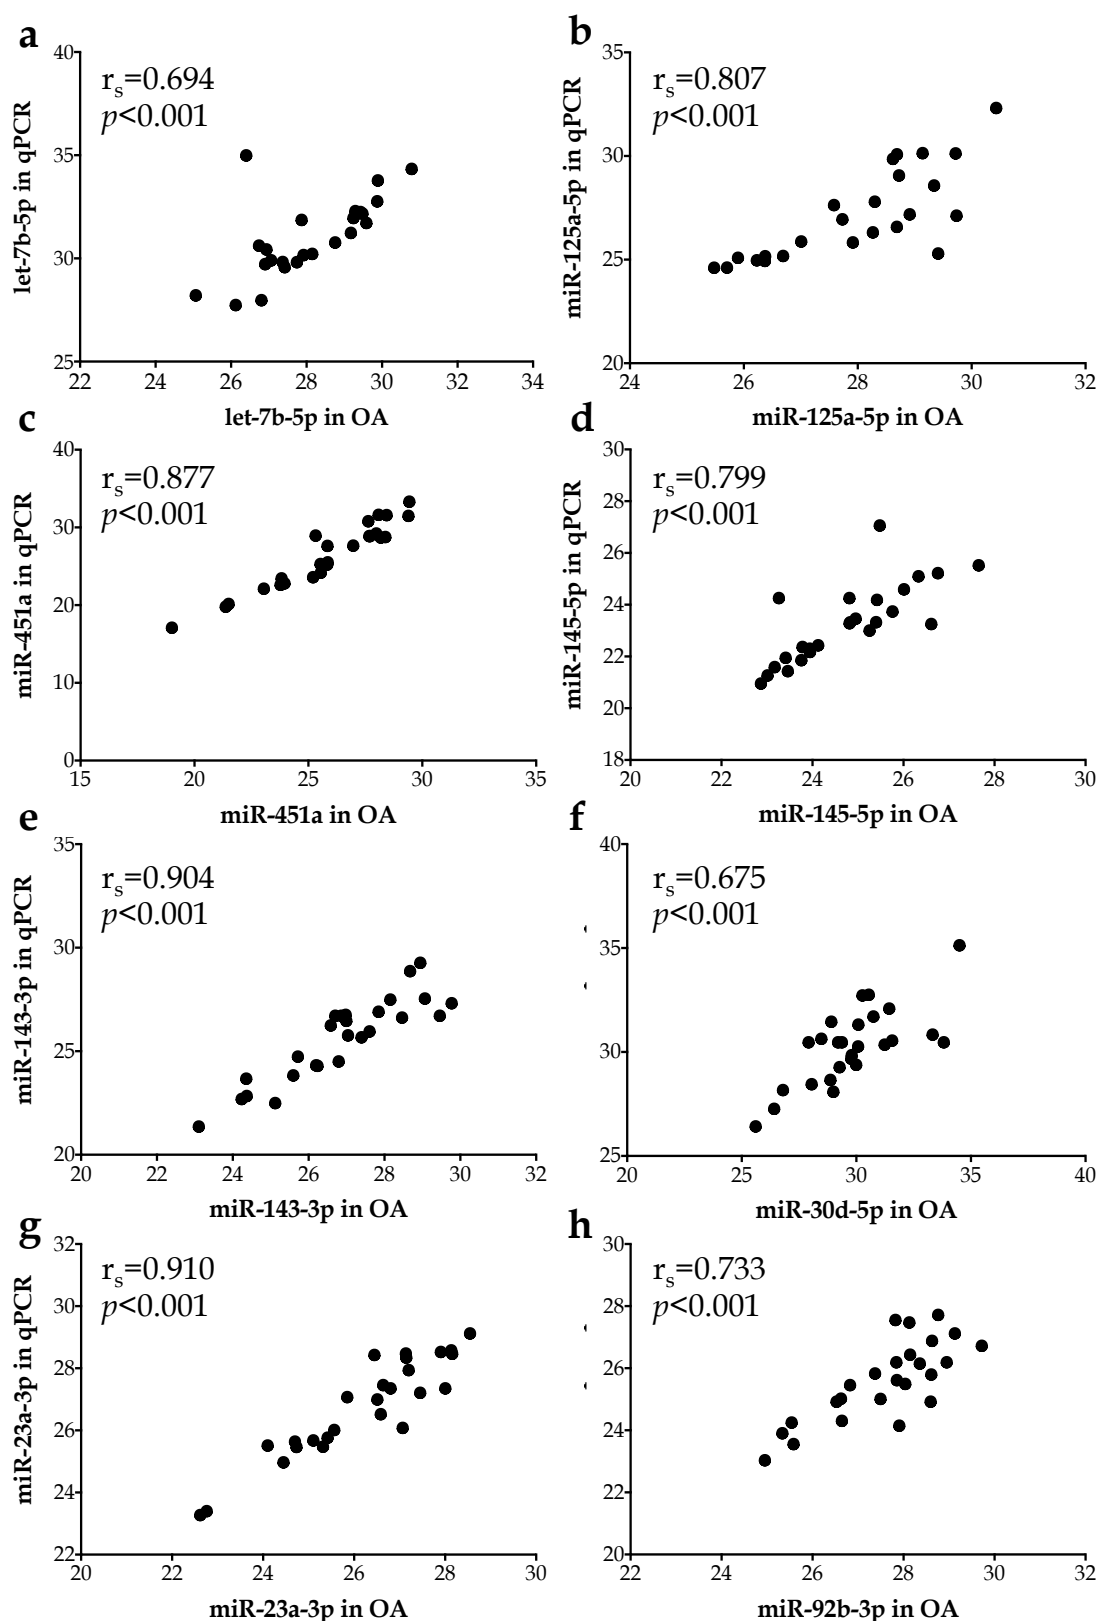 a
r_s=0.694
p<0.001
let-7b-5p in qPCR
40
35
30
25
22 24 26 28 30 32 34
let-7b-5p in OA
b
r_s=0.807
p<0.001
miR-125a-5p in qPCR
35
30
25
20
24 26 28 30 32
miR-125a-5p in OA
c
r_s=0.877
p<0.001
miR-451a in qPCR
40
30
20
10
0
15 20 25 30 35
miR-451a in OA
d
r_s=0.799
p<0.001
miR-145-5p in qPCR
30
28
26
24
22
20
18
20 22 24 26 28 30
miR-145-5p in OA
e
r_s=0.904
p<0.001
miR-143-3p in qPCR
35
30
25
20
20 22 24 26 28 30 32
miR-143-3p in OA
f
r_s=0.675
p<0.001
40
35
30
25
20 25 30 35 40
miR-30d-5p in OA
g
r_s=0.910
p<0.001
miR-23a-3p in qPCR
32
30
28
26
24
22
20 22 24 26 28 30
miR-23a-3p in OA
h
r_s=0.733
p<0.001
30
28
26
24
22
20
22 24 26 28 30 32
miR-92b-3p in OA